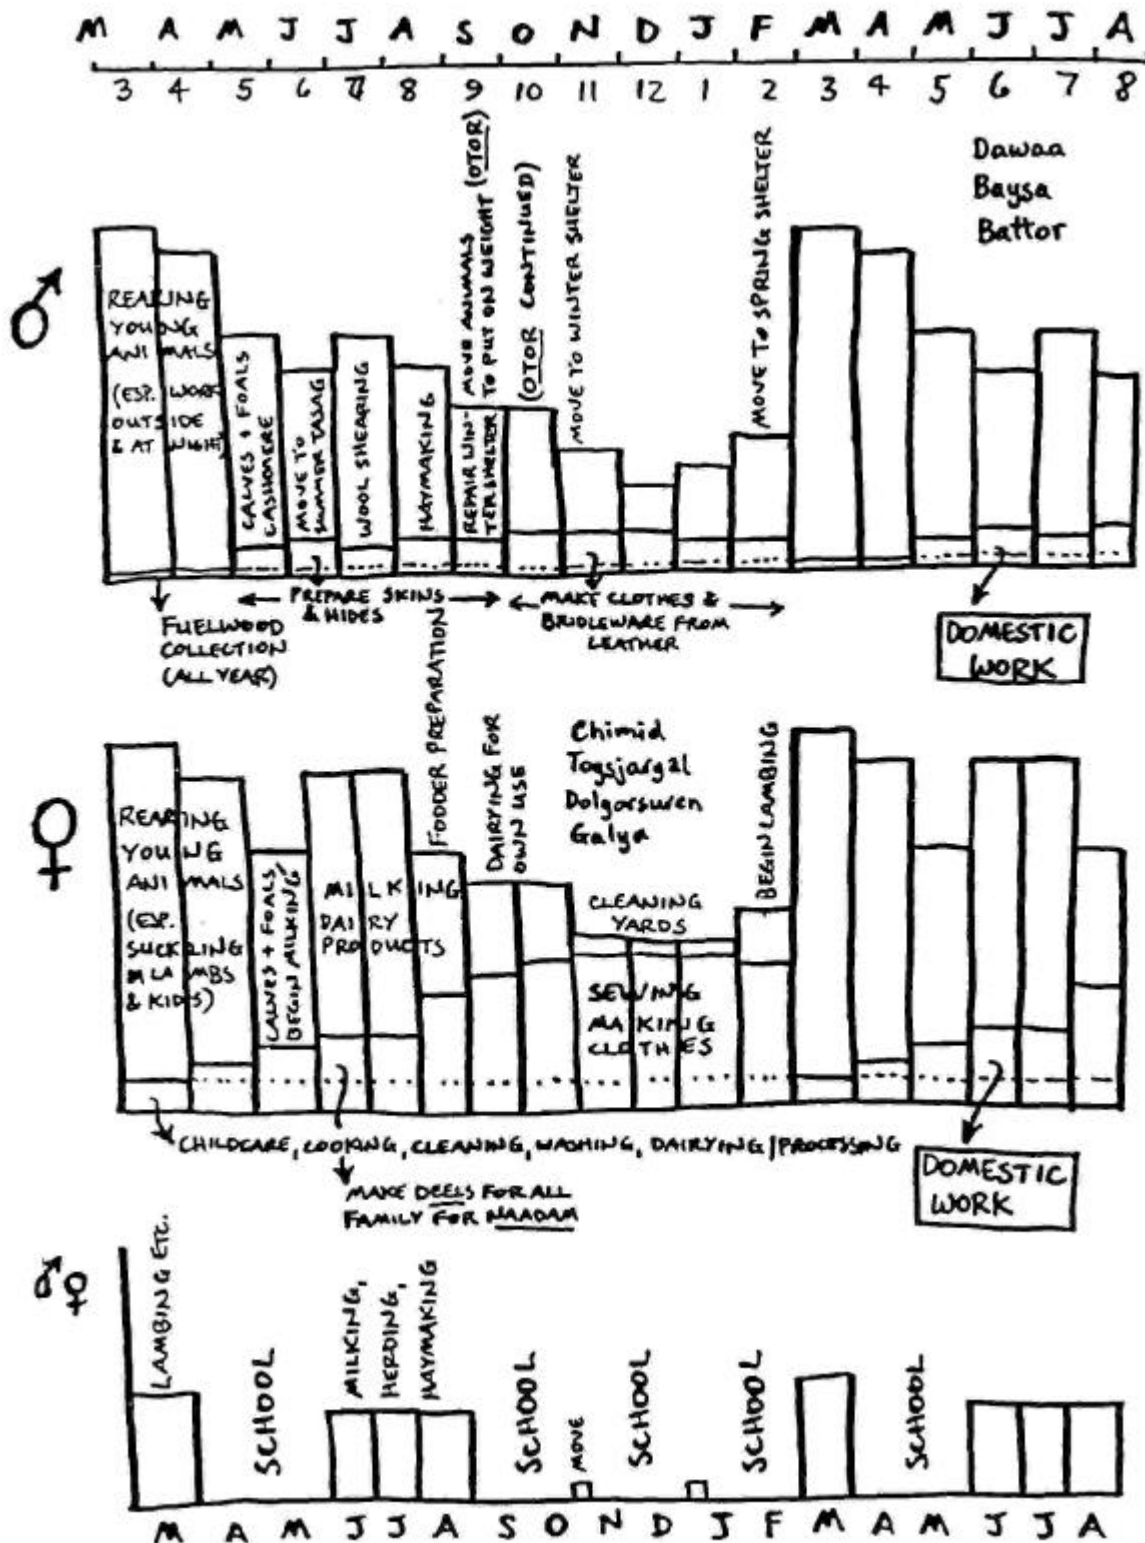 M A M J J A S O N D J F M A M J J A
3 4 5 6 7 8 9 10 11 12 1 2 3 4 5 6 7 8
Dawaa
Baysa
Battor
REARING
YOUNG
ANIMALS
(ESP. WORK
OUTSIDE
& AT NIGHT)
CALVES + FOALS
CASHMERE
MOVE TO
SUMMER TASAG
WOOL SHEARING
HAYMAKING
REPAIR WIN-
TER SHELTER
MOVE ANIMALS (OTOR)
TO PUT ON WEIGHT
(OTOR CONTINUED)
MOVE TO WINTER SHELTER
MOVE TO SPRING SHELTER
FUELWOOD
COLLECTION
(ALL YEAR)
PREPARE SKINS
& HIDES
MAKE CLOTHES &
BRIDLEWARE FROM
LEATHER
DOMESTIC
WORK
Chimid
Togsjargal
Dolgorsuren
Galya
REARING
YOUNG
ANIMALS
(ESP.
SUCKLING
LAMBS
& KIDS)
CALVES + FOALS/
BEGIN MILKING
MILKING
DAIRY
PRODUCTS
FODDER PREPARATION
DAIRYING FOR
OWN USE
CLEANING
YARDS
SEWING
MAKING
CLOTHES
BEGIN LAMBING
CHILDCARE, COOKING, CLEANING, WASHING, DAIRYING/PROCESSING
MAKE DEELS FOR ALL
FAMILY FOR NAADAM
DOMESTIC
WORK
LAMBING ETC.
SCHOOL
MILKING,
HERDING,
HAYMAKING
SCHOOL
MOVE
SCHOOL
SCHOOL
SCHOOL
M A M J J A S O N D J F M A M J J A